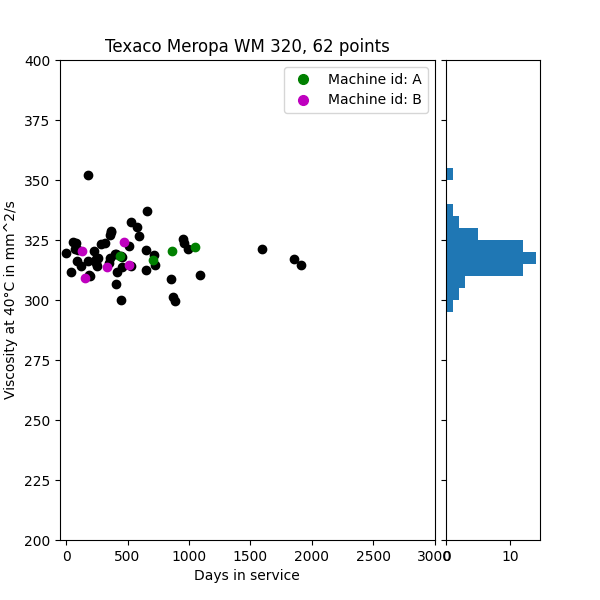 Texaco Meropa WM 320, 62 points
Machine id: A
Machine id: B
Viscosity at 40°C in mm^2/s
400
375
350
325
300
275
250
225
200
0 500 1000 1500 2000 2500 3000
0 10
Days in service